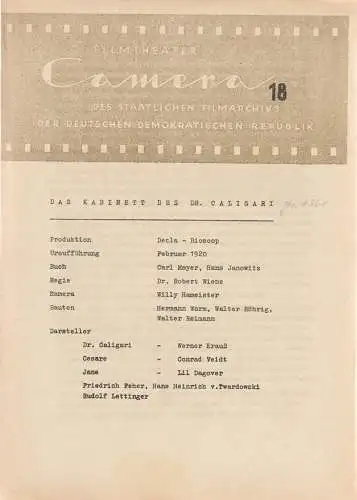 FILMTHEATER
Camera
18
DES STAATLICHEN FILMARCHIVS
DER DEUTSCHEN DEMOKRATISCHEN REPUBLIK
DAS KABINETT DES DR. CALIGARI
Produktion Decla - Bioscop
Uraufführung Februar 1920
Buch Carl Mayer, Hans Janowitz
Regie Dr. Robert Wiene
Kamera Willy Hameister
Bauten Hermann Warm, Walter Röhrig,
Walter Reimann
Darsteller
Dr. Caligari - Werner Krauß
Cesare - Conrad Veidt
Jane - Lil Dagover
Friedrich Feher, Hans Heinrich v.Twardowski
Rudolf Lettinger